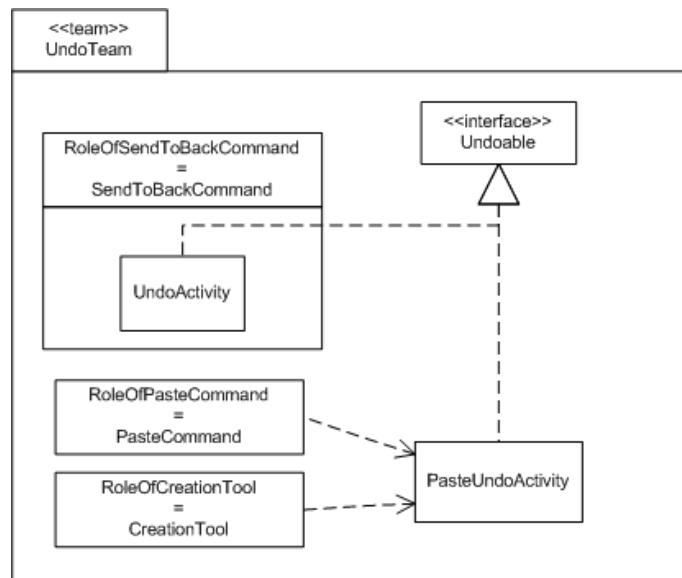 <<team>>
UndoTeam
<<interface>>
Undoable
RoleOfSendToBackCommand
=
SendToBackCommand
UndoActivity
RoleOfPasteCommand
=
PasteCommand
PasteUndoActivity
RoleOfCreationTool
=
CreationTool